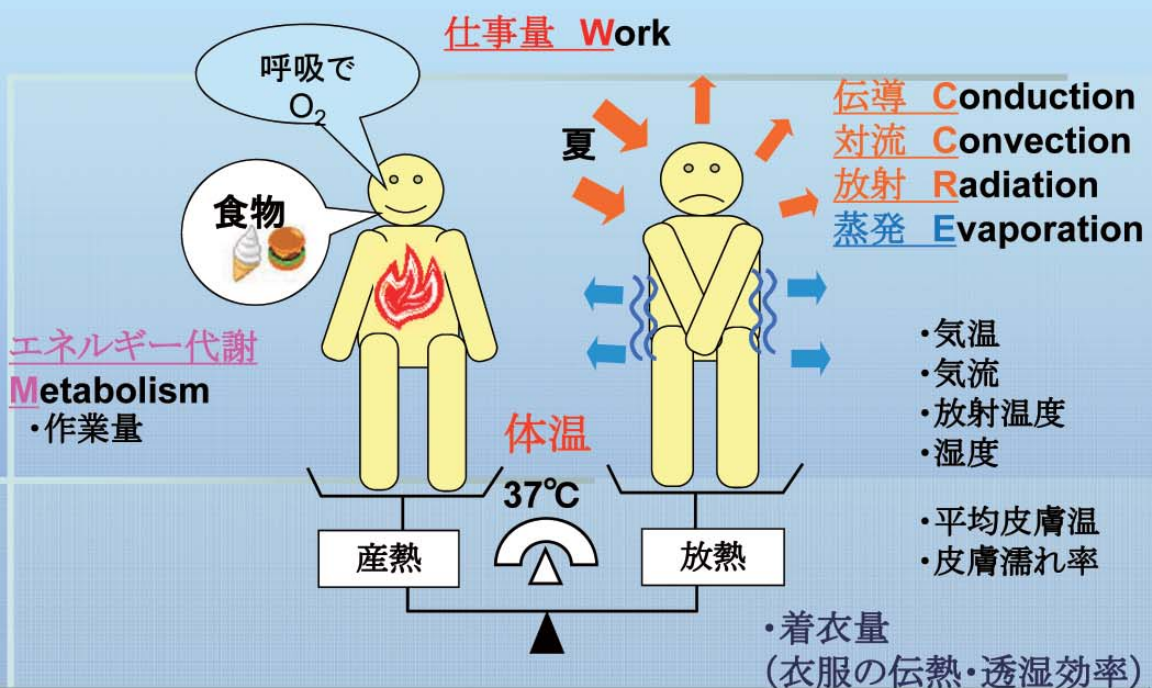 仕事量 Work
呼吸で
O₂
食物
夏
伝導 Conduction
対流 Convection
放射 Radiation
蒸発 Evaporation
エネルギー代謝
Metabolism
・作業量
・気温
・気流
・放射温度
・湿度
・平均皮膚温
・皮膚濡れ率
体温
37℃
産熱
放熱
・着衣量
(衣服の伝熱・透湿効率)